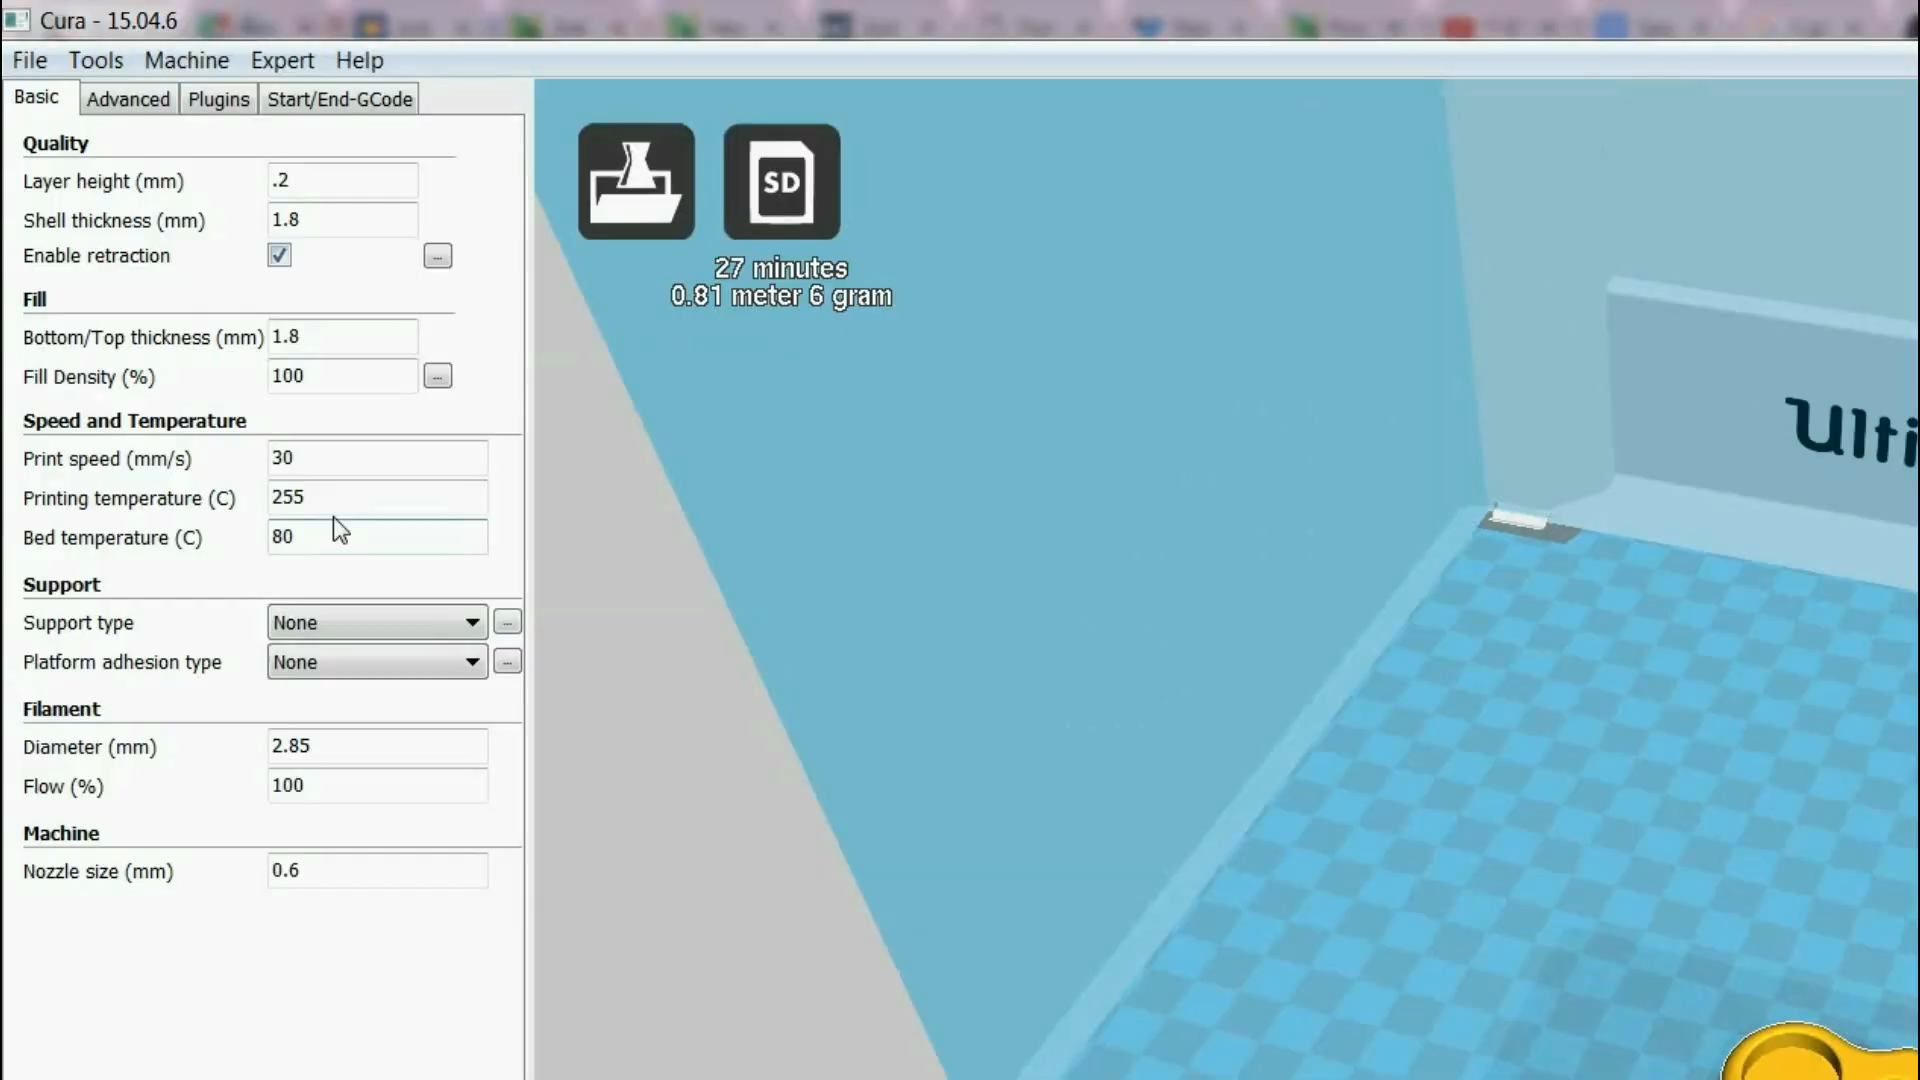 Cura - 15.04.6
File Tools Machine Expert Help
Basic Advanced Plugins Start/End-GCode
Quality
Layer height (mm) .2
Shell thickness (mm) 1.8
Enable retraction ...
Fill
Bottom/Top thickness (mm) 1.8
Fill Density (%) 100 ...
Speed and Temperature
Print speed (mm/s) 30
Printing temperature (C) 255
Bed temperature (C) 80
Support
Support type None ...
Platform adhesion type None ...
Filament
Diameter (mm) 2.85
Flow (%) 100
Machine
Nozzle size (mm) 0.6
SD
27 minutes
0.81 meter 6 gram
Ulti